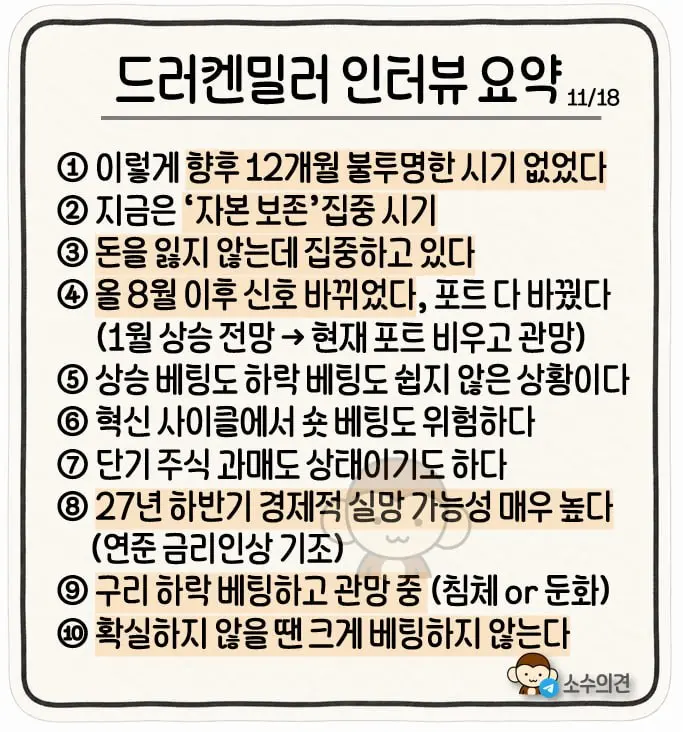 드러켄밀러 인터뷰 요약 11/18
① 이렇게 향후 12개월 불투명한 시기 없었다
② 지금은 ‘자본 보존’ 집중 시기
③ 돈을 잃지 않는데 집중하고 있다
④ 올 8월 이후 신호 바뀌었다, 포트 다 바꿨다
(1월 상승 전망 → 현재 포트 비우고 관망)
⑤ 상승 베팅도 하락 베팅도 쉽지 않은 상황이다
⑥ 혁신 사이클에서 숏 베팅도 위험하다
⑦ 단기 주식 과매도 상태이기도 하다
⑧ 27년 하반기 경제적 실망 가능성 매우 높다
(연준 금리인상 기조)
⑨ 구리 하락 베팅하고 관망 중 (침체 or 둔화)
⑩ 확실하지 않을 땐 크게 베팅하지 않는다
소수의견